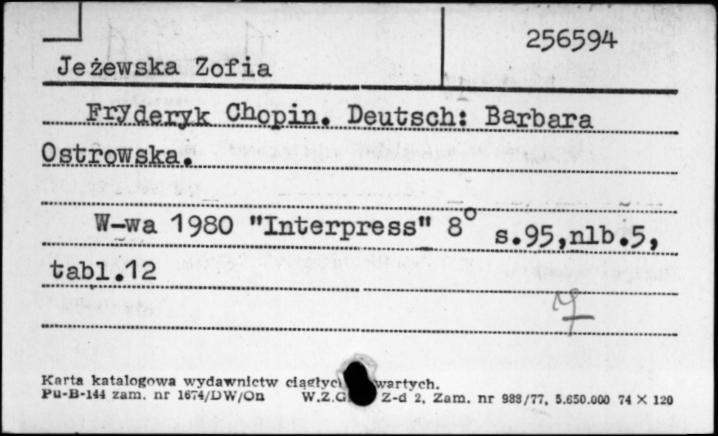 256594
Jeżewska Zofia
Fryderyk Chopin. Deutsch: Barbara
Ostrowska.
W-wa 1980 "Interpress" 8° s.95,nlb.5,
tabl.12
Karta katalogowa wydawnictw wartych.
Pu-B-144 zam. nr 1674/DW/On W.Z.G Z-d 2, Zam. nr 988/77, 5.650.000 74 × 120